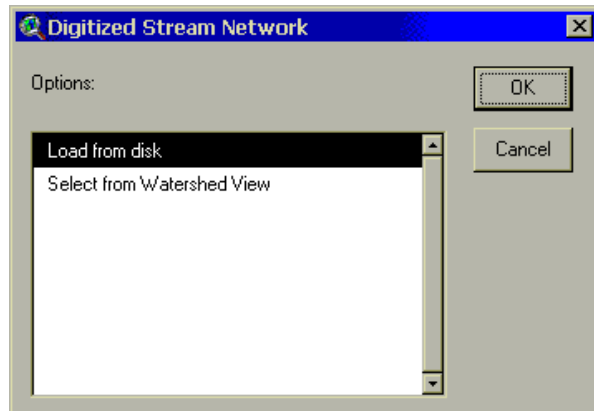 Digitized Stream Network
Options:
OK
Load from disk
Cancel
Select from Watershed View